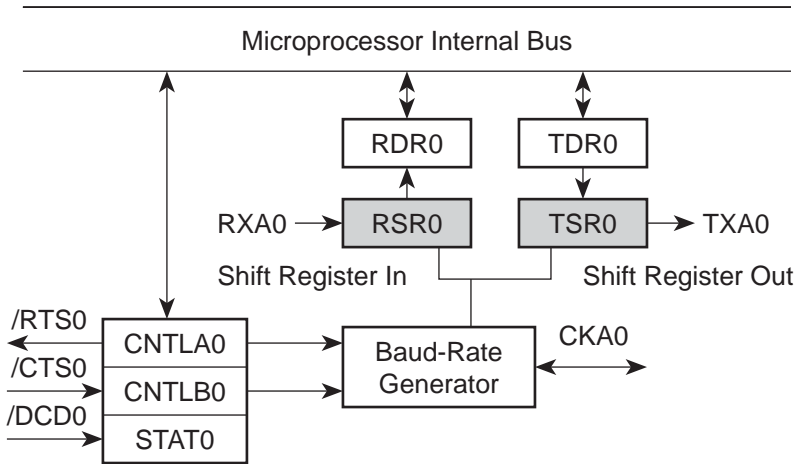 Microprocessor Internal Bus
RDR0
TDR0
RXA0
RSR0
TSR0
TXA0
Shift Register In
Shift Register Out
/RTS0
CNTLA0
Baud-Rate
Generator
CKA0
/CTS0
CNTLB0
/DCD0
STAT0